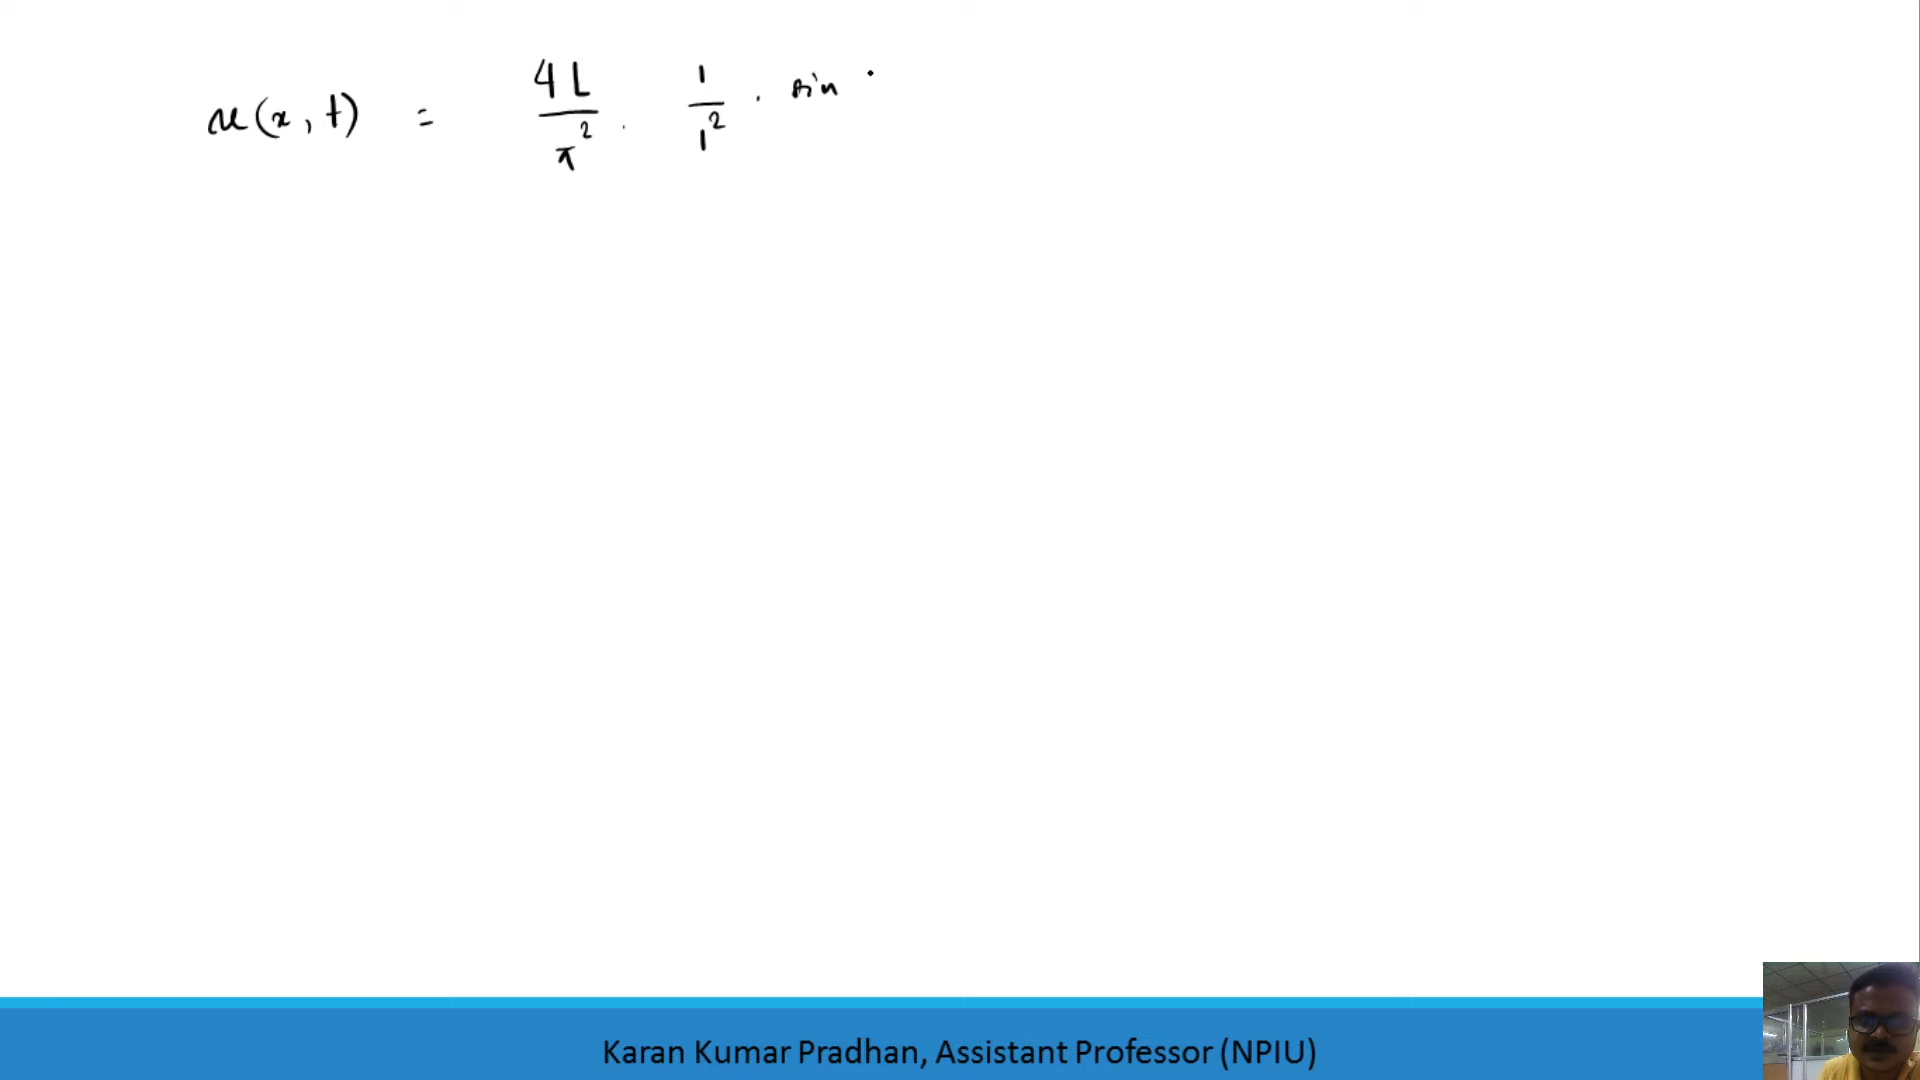 u(x, t) = 4L/π² · 1/1² · sin
Karan Kumar Pradhan, Assistant Professor (NPIU)